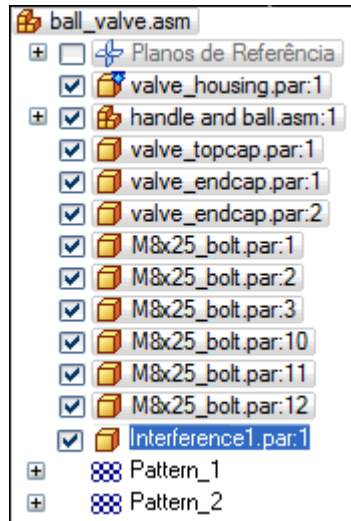 ball_valve.asm
Planos de Referência
valve_housing.par:1
handle and ball.asm:1
valve_topcap.par:1
valve_endcap.par:1
valve_endcap.par:2
M8x25_bolt.par:1
M8x25_bolt.par:2
M8x25_bolt.par:3
M8x25_bolt.par:10
M8x25_bolt.par:11
M8x25_bolt.par:12
Interference1.par:1
Pattern_1
Pattern_2